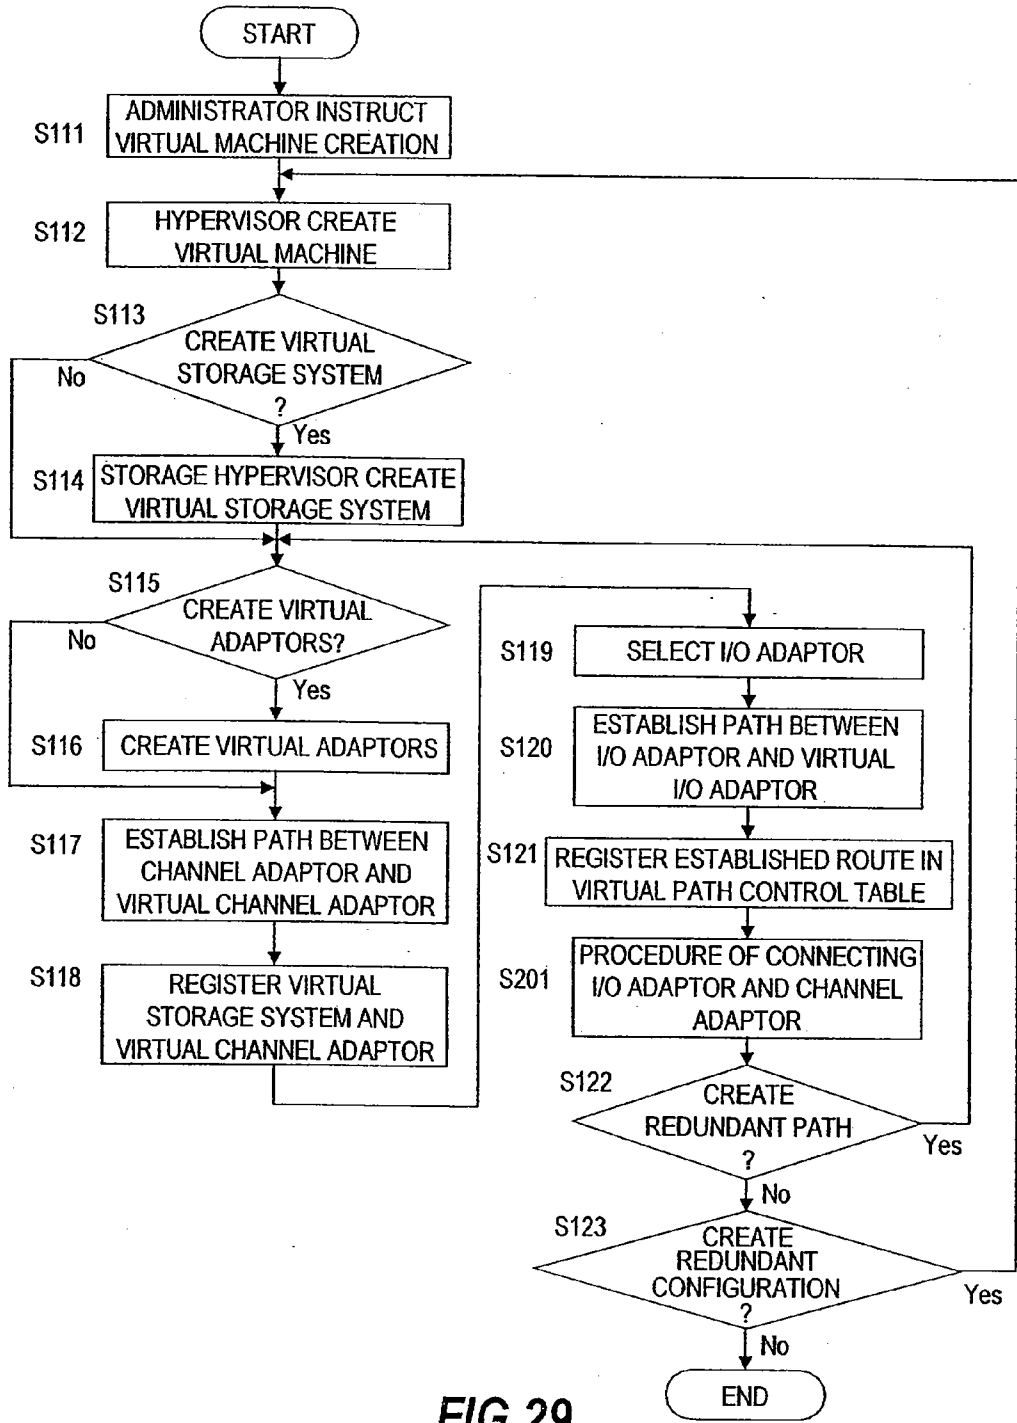 START
S111
ADMINISTRATOR INSTRUCT
VIRTUAL MACHINE CREATION
S112
HYPERVISOR CREATE
VIRTUAL MACHINE
S113
CREATE VIRTUAL
STORAGE SYSTEM
?
No
Yes
S114
STORAGE HYPERVISOR CREATE
VIRTUAL STORAGE SYSTEM
S115
CREATE VIRTUAL
ADAPTORS?
No
Yes
S116
CREATE VIRTUAL ADAPTORS
S117
ESTABLISH PATH BETWEEN
CHANNEL ADAPTOR AND
VIRTUAL CHANNEL ADAPTOR
S118
REGISTER VIRTUAL
STORAGE SYSTEM AND
VIRTUAL CHANNEL ADAPTOR
S119
SELECT I/O ADAPTOR
S120
ESTABLISH PATH BETWEEN
I/O ADAPTOR AND VIRTUAL
I/O ADAPTOR
S121
REGISTER ESTABLISHED ROUTE IN
VIRTUAL PATH CONTROL TABLE
S201
PROCEDURE OF CONNECTING
I/O ADAPTOR AND CHANNEL
ADAPTOR
S122
CREATE
REDUNDANT PATH
?
Yes
No
S123
CREATE
REDUNDANT
CONFIGURATION
?
Yes
No
END
FIG.29